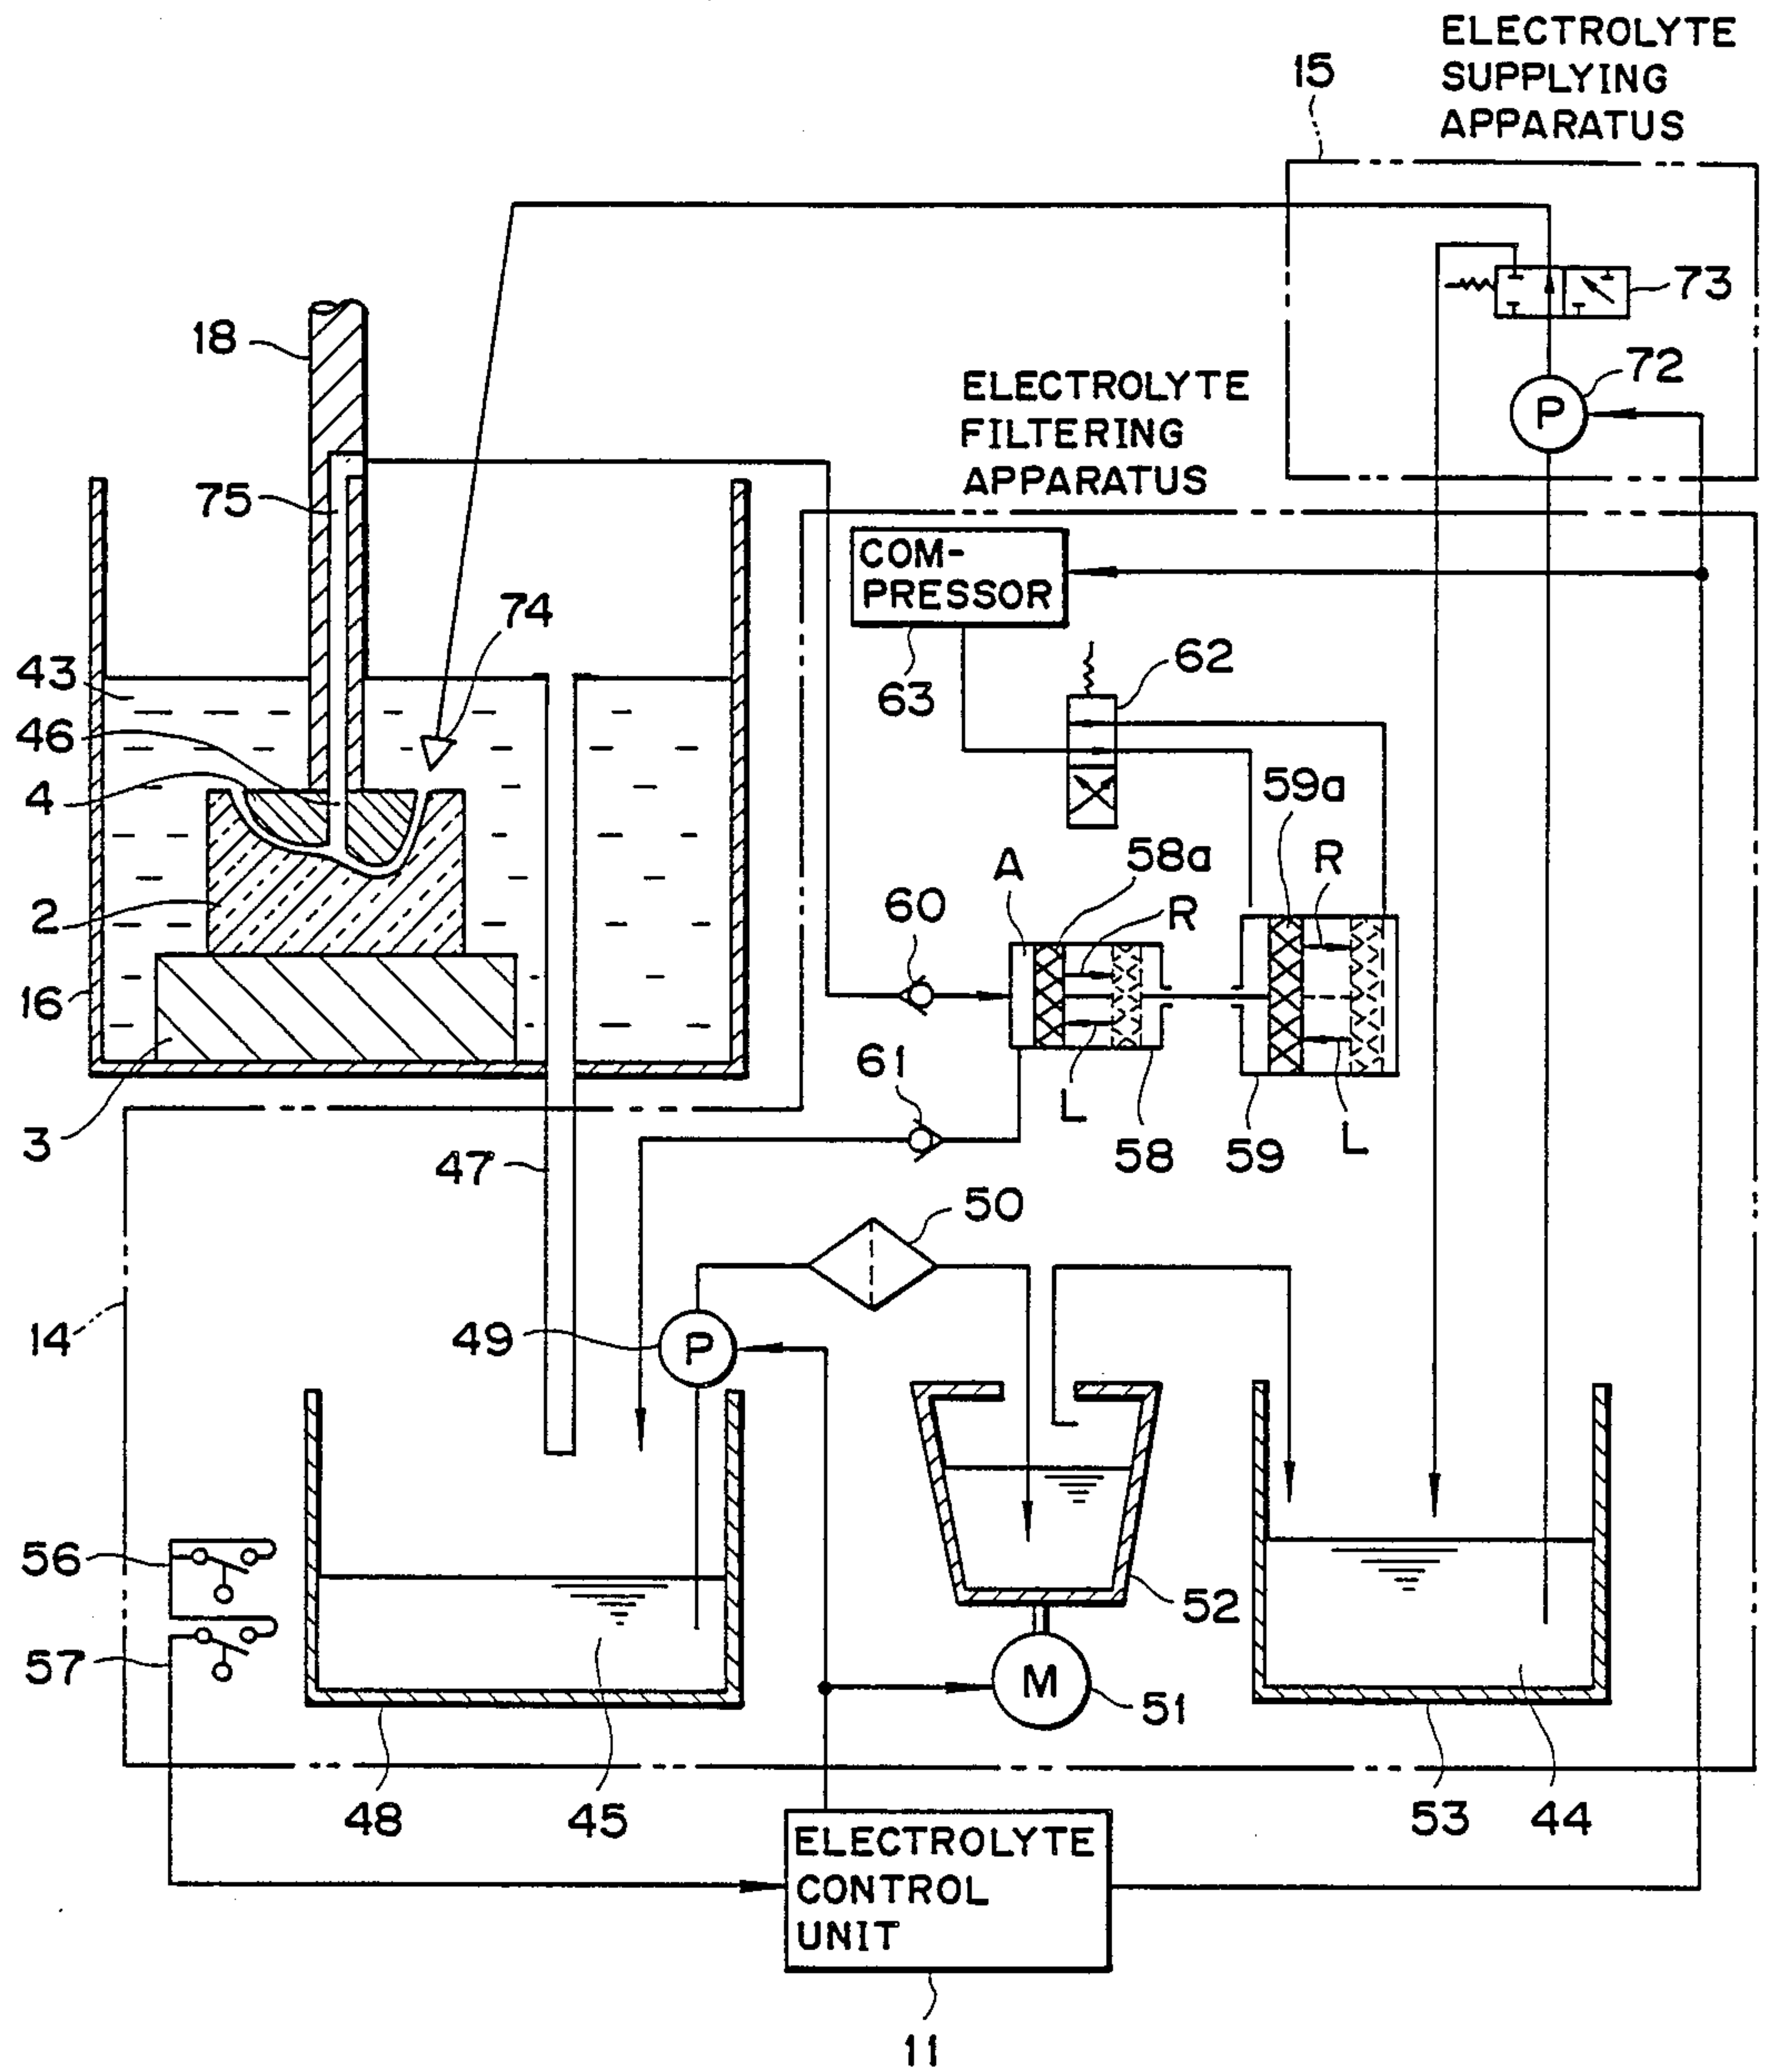 ELECTROLYTE
SUPPLYING
APPARATUS
15
73
18
72
P
ELECTROLYTE
FILTERING
APPARATUS
75
COM-
PRESSOR
74
63
62
43
46
4
59a
58a
A
R
R
2
60
16
61
L
3
58
59
L
47
50
14
49
P
56
52
57
M
51
48
45
53
44
ELECTROLYTE
CONTROL
UNIT
11